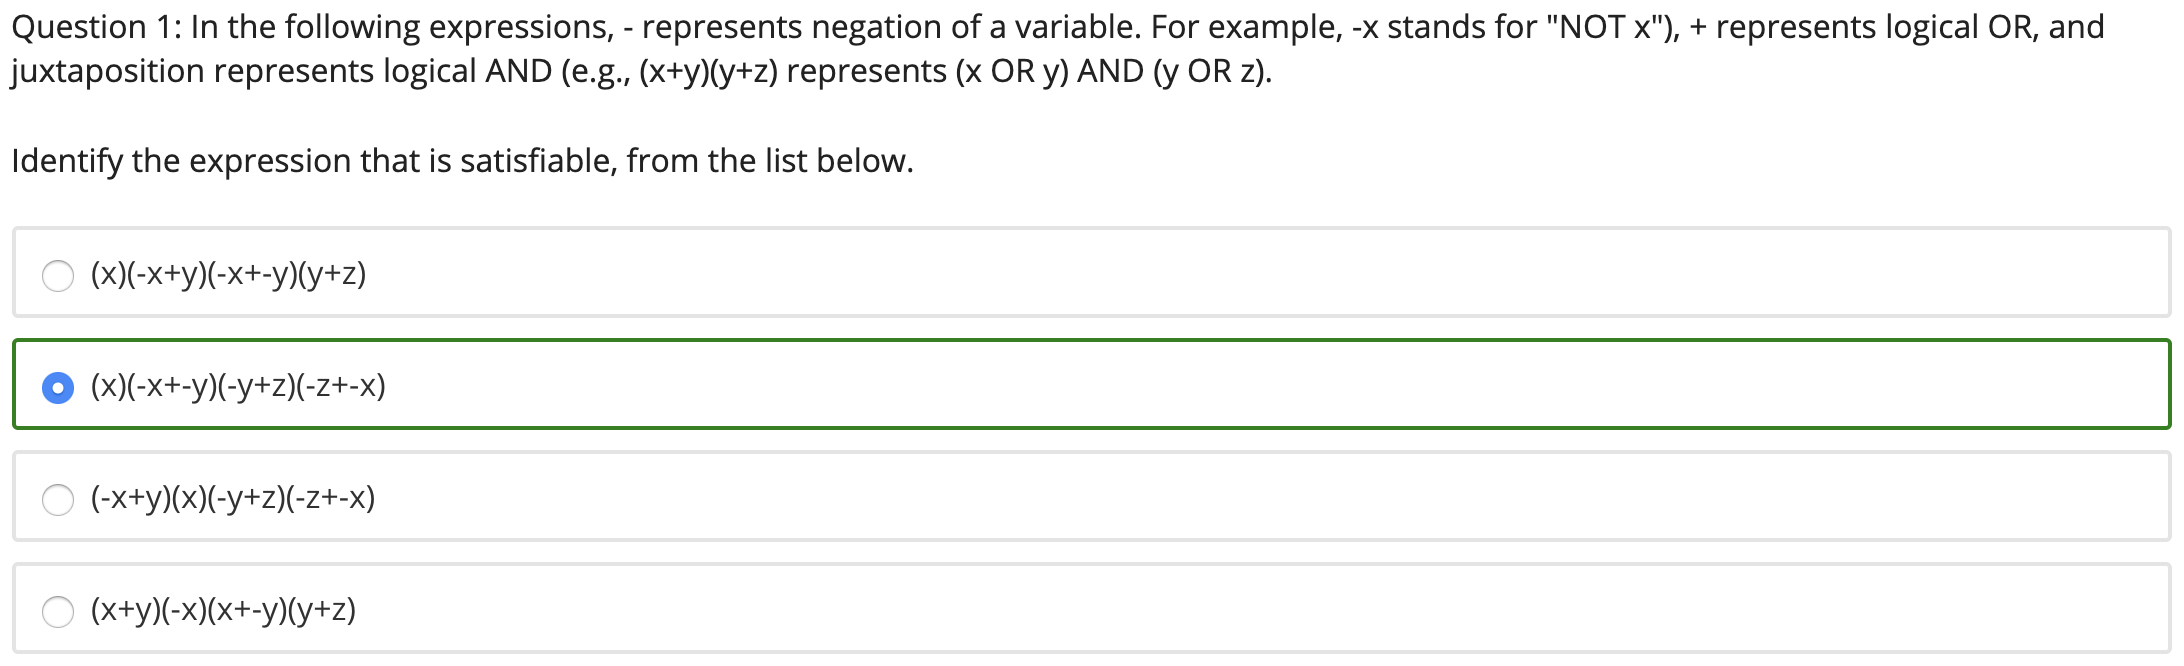 Question 1: In the following expressions, - represents negation of a variable. For example, -x stands for "NOT x"), + represents logical OR, and
juxtaposition represents logical AND (e.g., (x+y)(y+z) represents (x OR y) AND (y OR z).
Identify the expression that is satisfiable, from the list below.
(x)(-x+y)(-x+-y)(y+z)
(x)(-x+-y)(-y+z)(-z+-x)
(-x+y)(x)(-y+z)(-z+-x)
(x+y)(-x)(x+-y)(y+z)